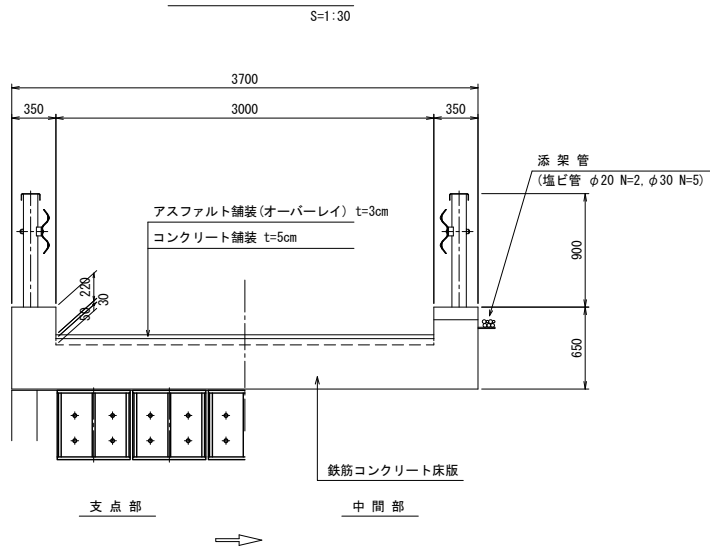 S=1:30
3700
350
3000
350
添架管
(塩ビ管 φ20 N=2, φ30 N=5)
アスファルト舗装(オーバーレイ) t=3cm
コンクリート舗装 t=5cm
900
220
30
50
650
鉄筋コンクリート床版
支点部
中間部